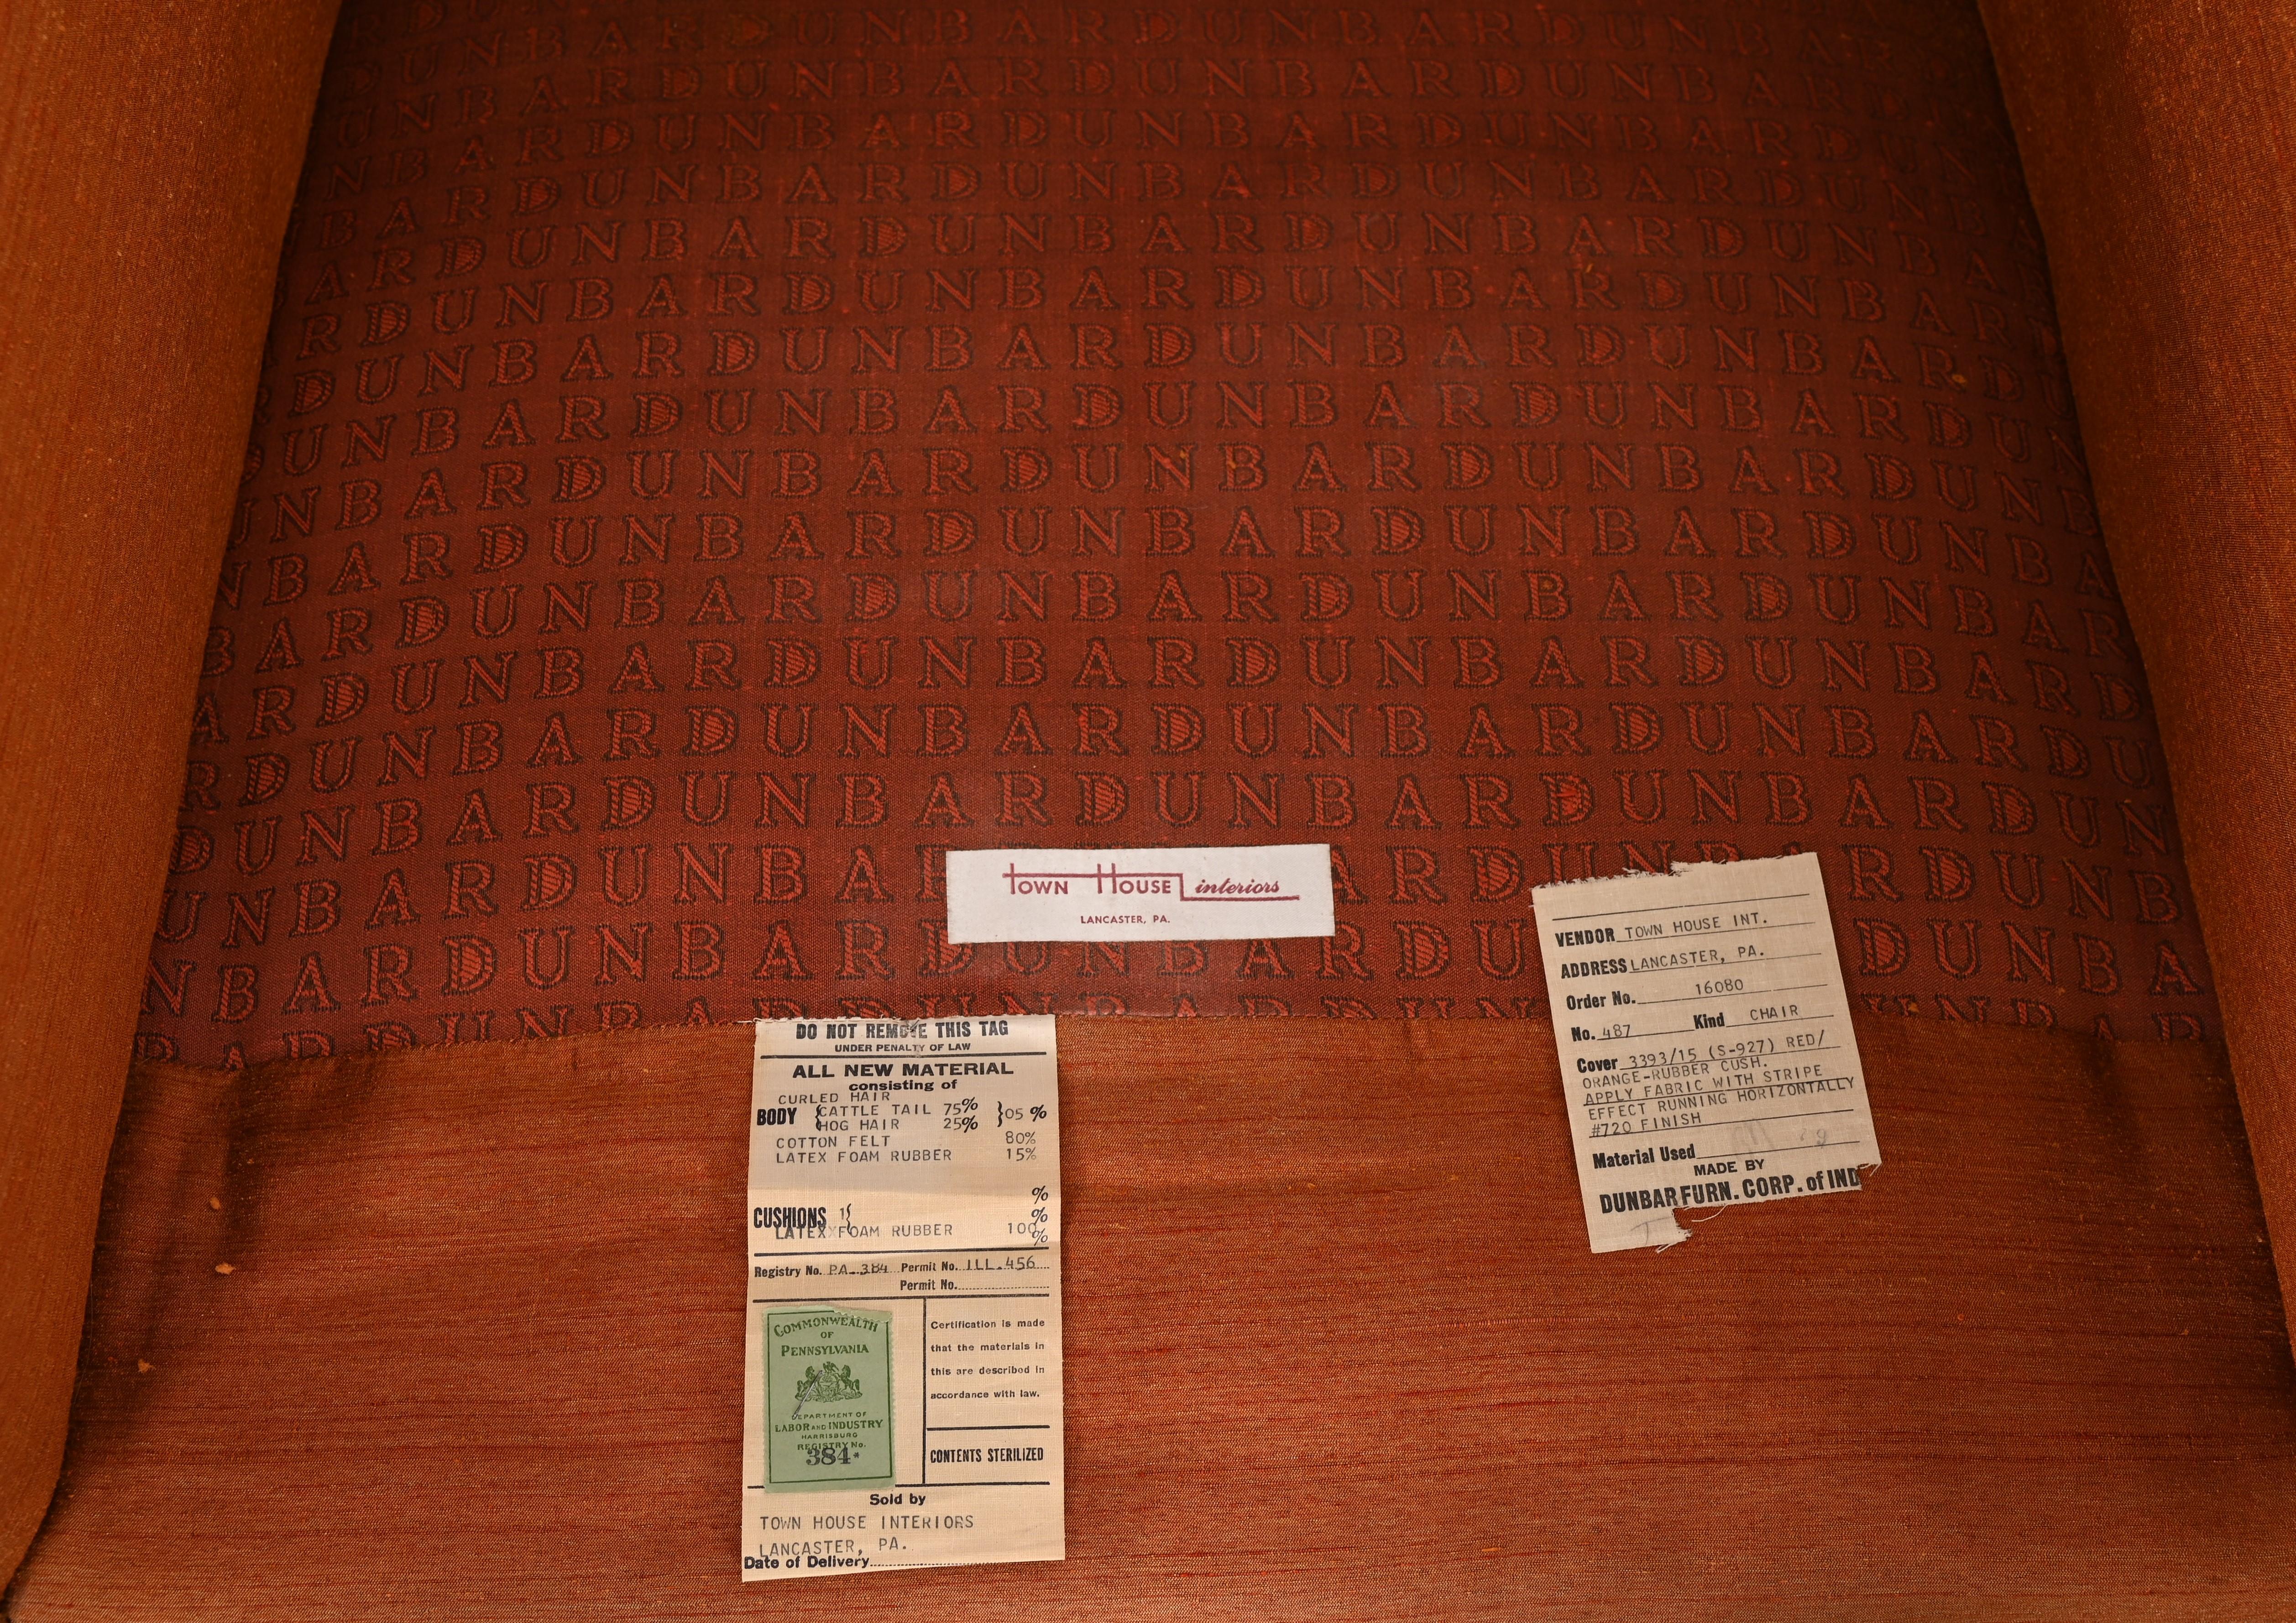 DUNBARDUNBARDUNBAR
TOWN HOUSE interiors
LANCASTER, PA.
DO NOT REMOVE THIS TAG
UNDER PENALTY OF LAW
ALL NEW MATERIAL
consisting of
CURLED HAIR
BODY {CATTLE TAIL 75% }05 %
{HOG HAIR 25%
COTTON FELT 80%
LATEX FOAM RUBBER 15%
%
CUSHIONS 1{ %
LATEX FOAM RUBBER 100 %
Registry No. PA.384 Permit No. ILL.456
Permit No.
COMMONWEALTH
OF
PENNSYLVANIA
DEPARTMENT OF
LABOR AND INDUSTRY
HARRISBURG
REGISTRY No.
384*
Certification is made
that the materials in
this are described in
accordance with law.
CONTENTS STERILIZED
Sold by
TOWN HOUSE INTERIORS
LANCASTER, PA.
Date of Delivery
VENDOR TOWN HOUSE INT.
ADDRESS LANCASTER, PA.
Order No. 16080
No. 487 Kind CHAIR
Cover 3393/15 (S-927) RED/
ORANGE-RUBBER CUSH.
APPLY FABRIC WITH STRIPE
EFFECT RUNNING HORIZONTALLY
#720 FINISH
Material Used
MADE BY
DUNBAR FURN. CORP. of IND